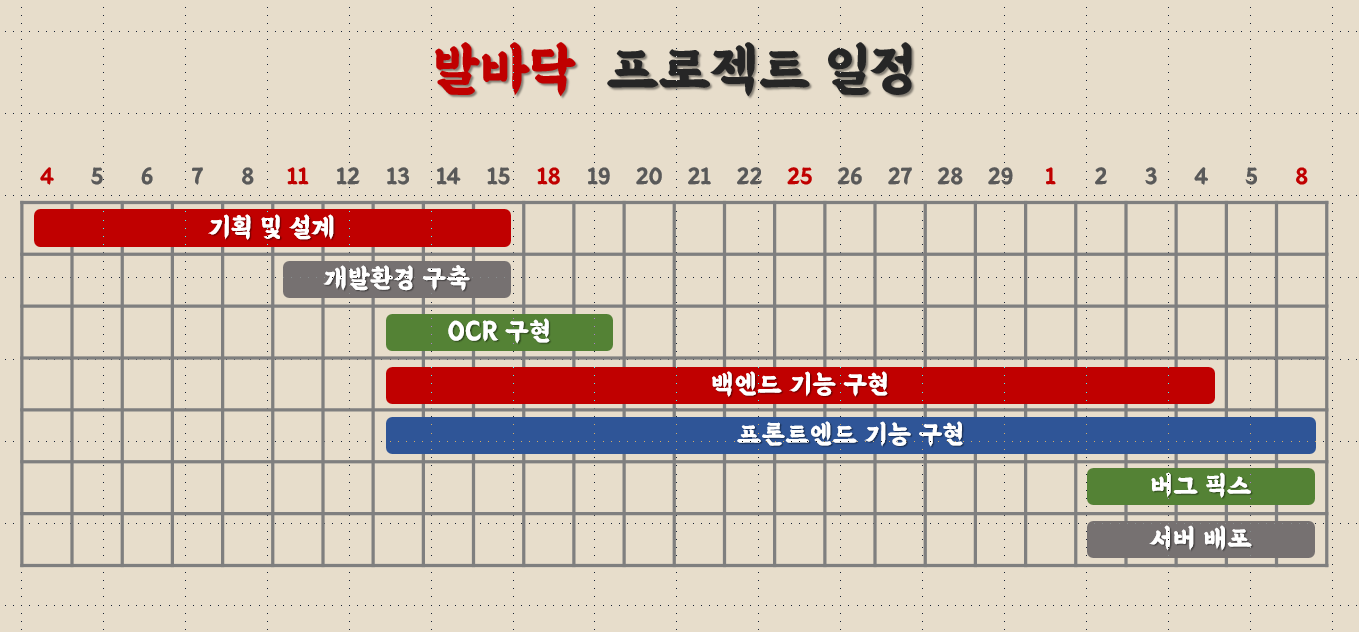 발바닥 프로젝트 일정
4 5 6 7 8 11 12 13 14 15 18 19 20 21 22 25 26 27 28 29 1 2 3 4 5 8
기획 및 설계
개발환경 구축
OCR 구현
백엔드 기능 구현
프론트엔드 기능 구현
버그 픽스
서버 배포